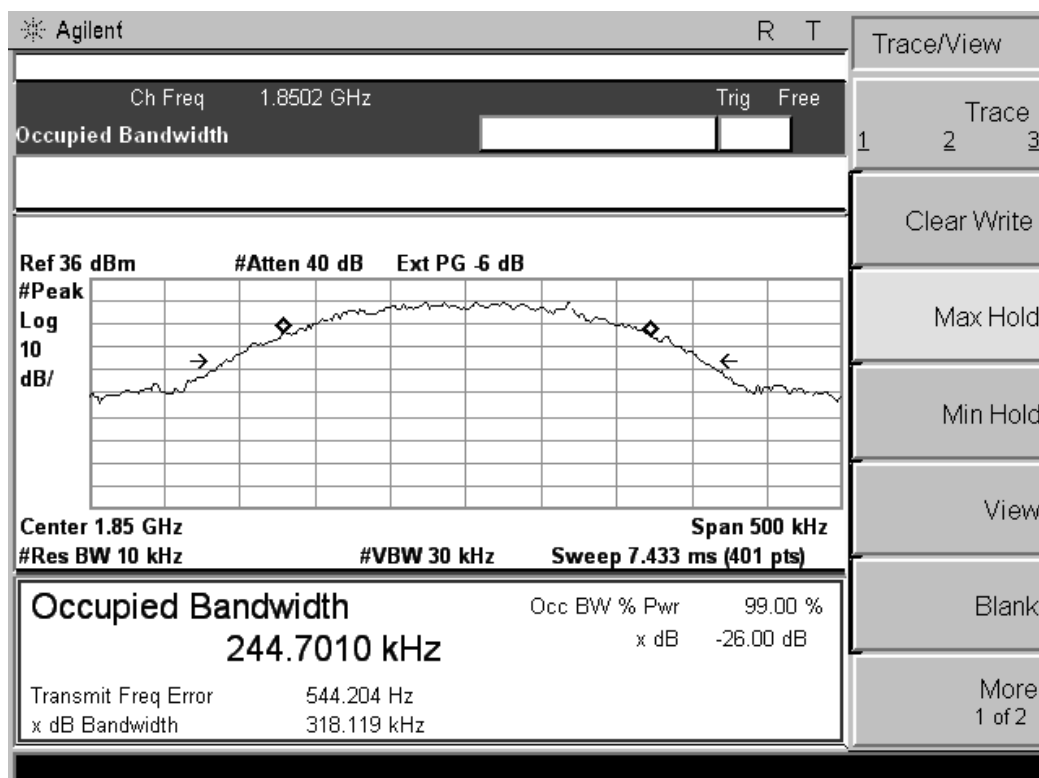 Agilent R T
Trace/View
Ch Freq 1.8502 GHz Trig Free
Occupied Bandwidth
Trace
1 2 3
Clear Write
Ref 36 dBm #Atten 40 dB Ext PG -6 dB
#Peak
Log
10
dB/
Max Hold
Min Hold
View
Center 1.85 GHz Span 500 kHz
#Res BW 10 kHz #VBW 30 kHz Sweep 7.433 ms (401 pts)
Occupied Bandwidth Occ BW % Pwr 99.00 %
244.7010 kHz x dB -26.00 dB
Transmit Freq Error 544.204 Hz
x dB Bandwidth 318.119 kHz
Blank
More
1 of 2